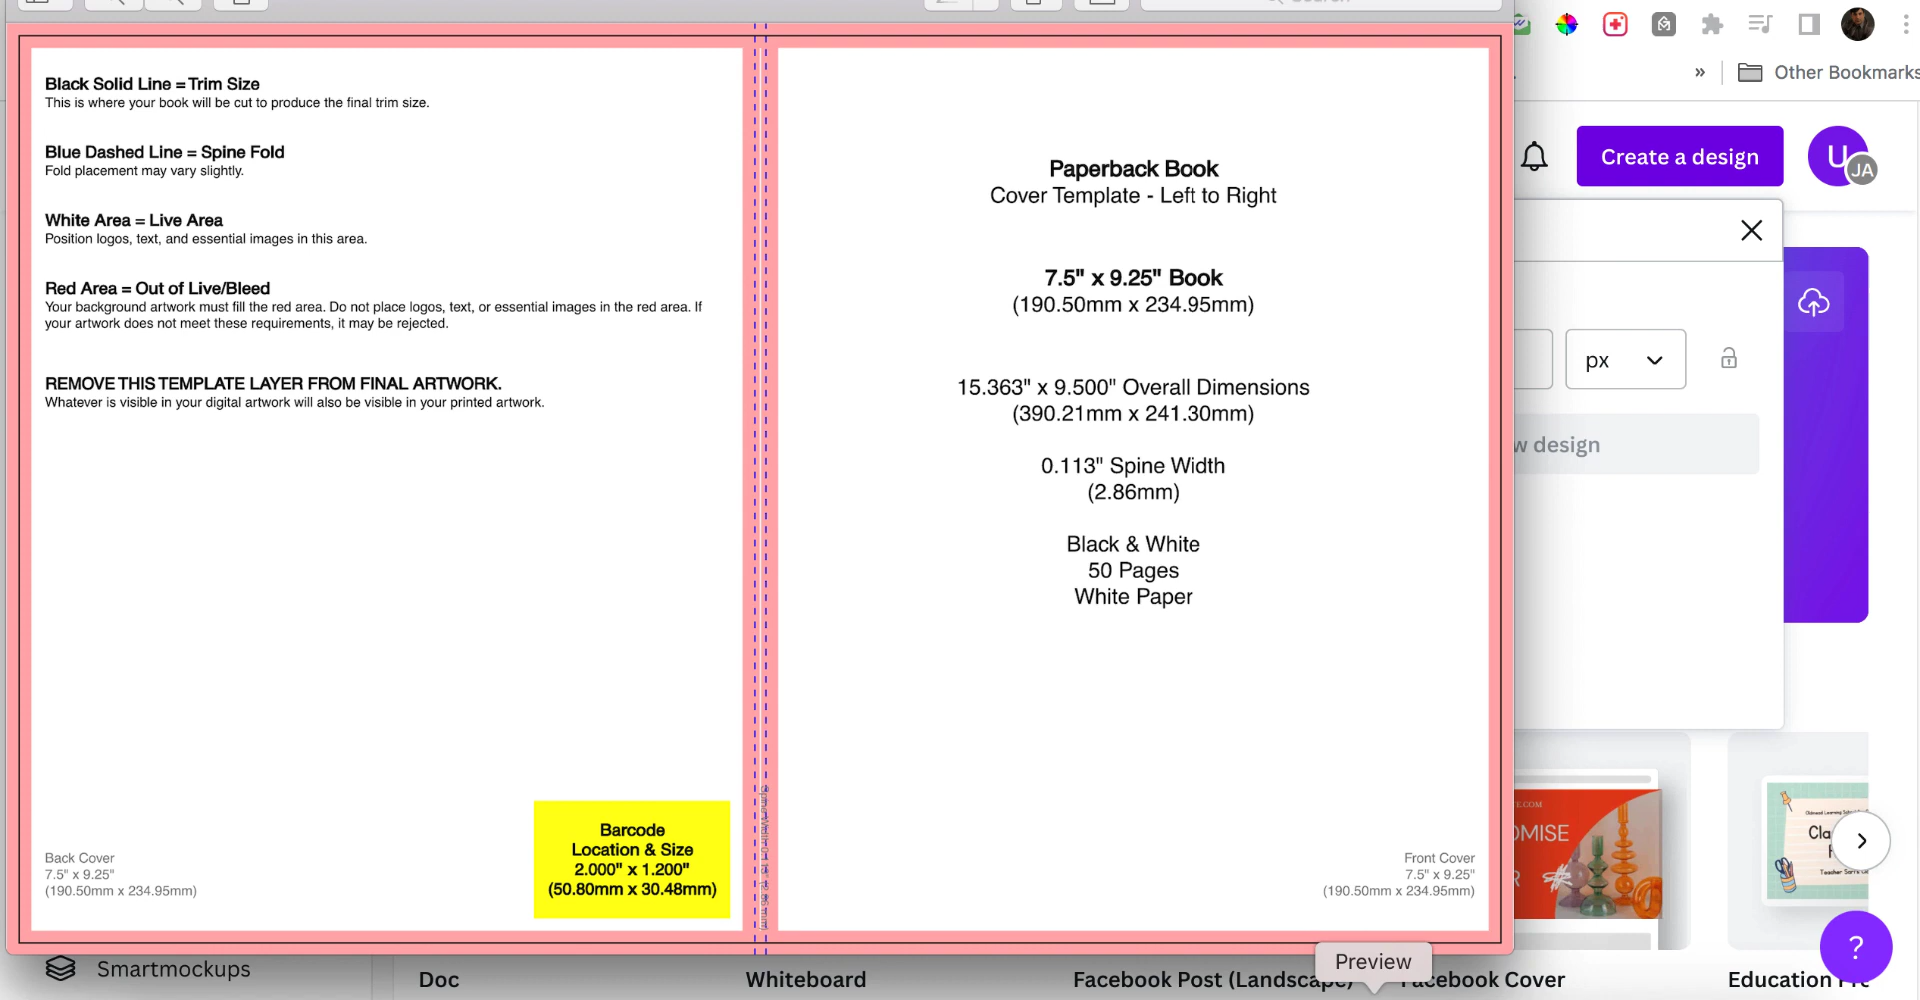 Black Solid Line = Trim Size
This is where your book will be cut to produce the final trim size.
Blue Dashed Line = Spine Fold
Fold placement may vary slightly.
White Area = Live Area
Position logos, text, and essential images in this area.
Red Area = Out of Live/Bleed
Your background artwork must fill the red area. Do not place logos, text, or essential images in the red area. If
your artwork does not meet these requirements, it may be rejected.
REMOVE THIS TEMPLATE LAYER FROM FINAL ARTWORK.
Whatever is visible in your digital artwork will also be visible in your printed artwork.
Back Cover
7.5" x 9.25"
(190.50mm x 234.95mm)
Barcode
Location & Size
2.000" x 1.200"
(50.80mm x 30.48mm)
Paperback Book
Cover Template - Left to Right
7.5" x 9.25" Book
(190.50mm x 234.95mm)
15.363" x 9.500" Overall Dimensions
(390.21mm x 241.30mm)
0.113" Spine Width
(2.86mm)
Black & White
50 Pages
White Paper
Front Cover
7.5" x 9.25"
(190.50mm x 234.95mm)
» Other Bookmarks
Create a design
U
JA
px
w design
E.COM
OMISE
R
Cla
?
Smartmockups
Doc
Whiteboard
Facebook Post (Landscape)
Preview
Facebook Cover
Education